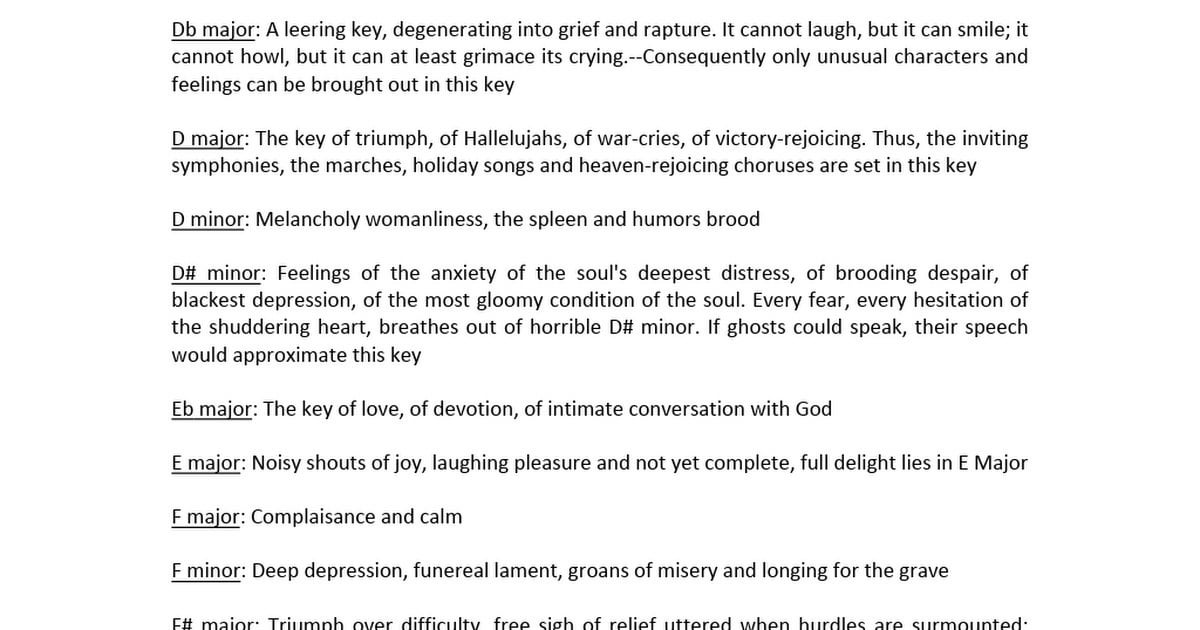 Db major: A leering key, degenerating into grief and rapture. It cannot laugh, but it can smile; it
cannot howl, but it can at least grimace its crying.--Consequently only unusual characters and
feelings can be brought out in this key
D major: The key of triumph, of Hallelujahs, of war-cries, of victory-rejoicing. Thus, the inviting
symphonies, the marches, holiday songs and heaven-rejoicing choruses are set in this key
D minor: Melancholy womanliness, the spleen and humors brood
D# minor: Feelings of the anxiety of the soul's deepest distress, of brooding despair, of
blackest depression, of the most gloomy condition of the soul. Every fear, every hesitation of
the shuddering heart, breathes out of horrible D# minor. If ghosts could speak, their speech
would approximate this key
Eb major: The key of love, of devotion, of intimate conversation with God
E major: Noisy shouts of joy, laughing pleasure and not yet complete, full delight lies in E Major
F major: Complaisance and calm
F minor: Deep depression, funereal lament, groans of misery and longing for the grave
F# major: Triumph over difficulty, free sigh of relief uttered when hurdles are surmounted;